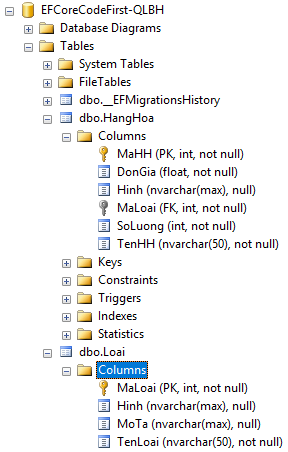 EFCoreCodeFirst-QLBH
Database Diagrams
Tables
System Tables
FileTables
dbo.__EFMigrationsHistory
dbo.HangHoa
Columns
MaHH (PK, int, not null)
DonGia (float, not null)
Hinh (nvarchar(max), null)
MaLoai (FK, int, not null)
SoLuong (int, not null)
TenHH (nvarchar(50), not null)
Keys
Constraints
Triggers
Indexes
Statistics
dbo.Loai
Columns
MaLoai (PK, int, not null)
Hinh (nvarchar(max), null)
MoTa (nvarchar(max), null)
TenLoai (nvarchar(50), not null)